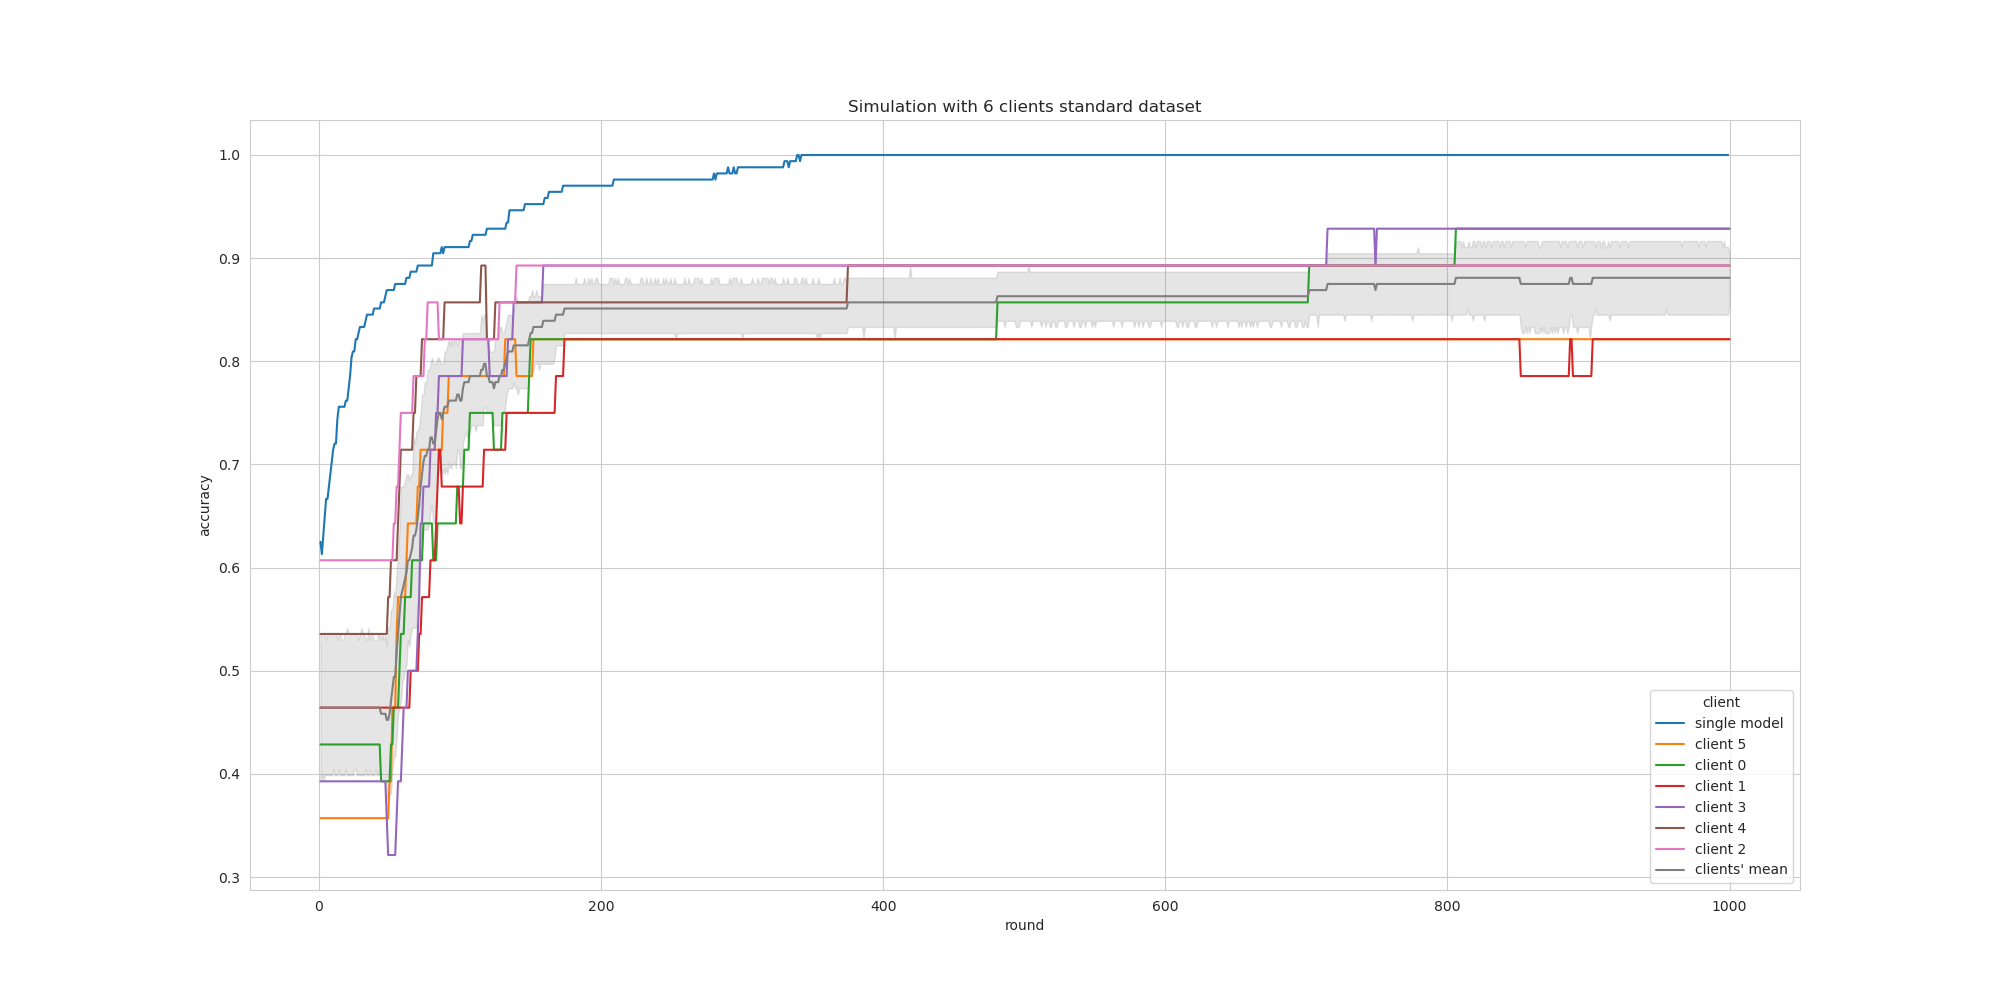 Simulation with 6 clients standard dataset
1.0
0.9
0.8
0.7
0.6
0.5
0.4
0.3
accuracy
0 200 400 600 800 1000
round
client
single model
client 5
client 0
client 1
client 3
client 4
client 2
clients' mean